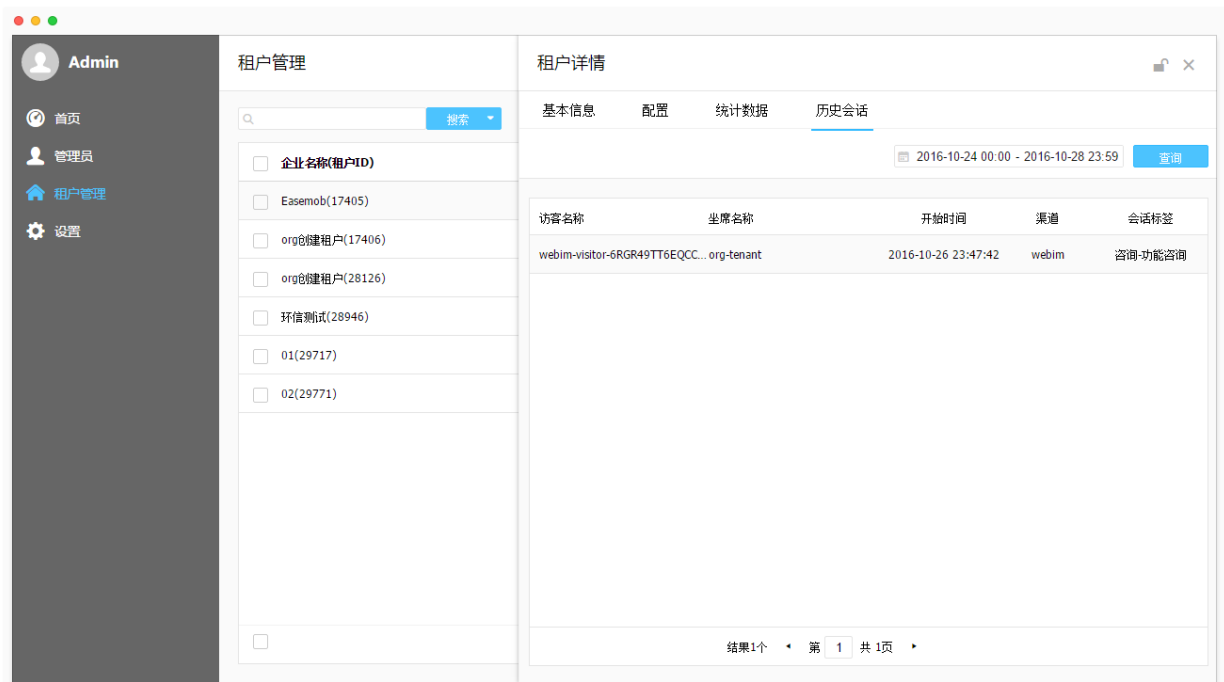 Admin
首页
管理员
租户管理
设置
租户管理
搜索
企业名称(租户ID)
Easemob(17405)
org创建租户(17406)
org创建租户(28126)
环信测试(28946)
01(29717)
02(29771)
租户详情
基本信息 配置 统计数据 历史会话
2016-10-24 00:00 - 2016-10-28 23:59 查询
访客名称 坐席名称 开始时间 渠道 会话标签
webim-visitor-6RGR49TT6EQCC... org-tenant 2016-10-26 23:47:42 webim 咨询-功能咨询
结果1个 第 1 共 1页